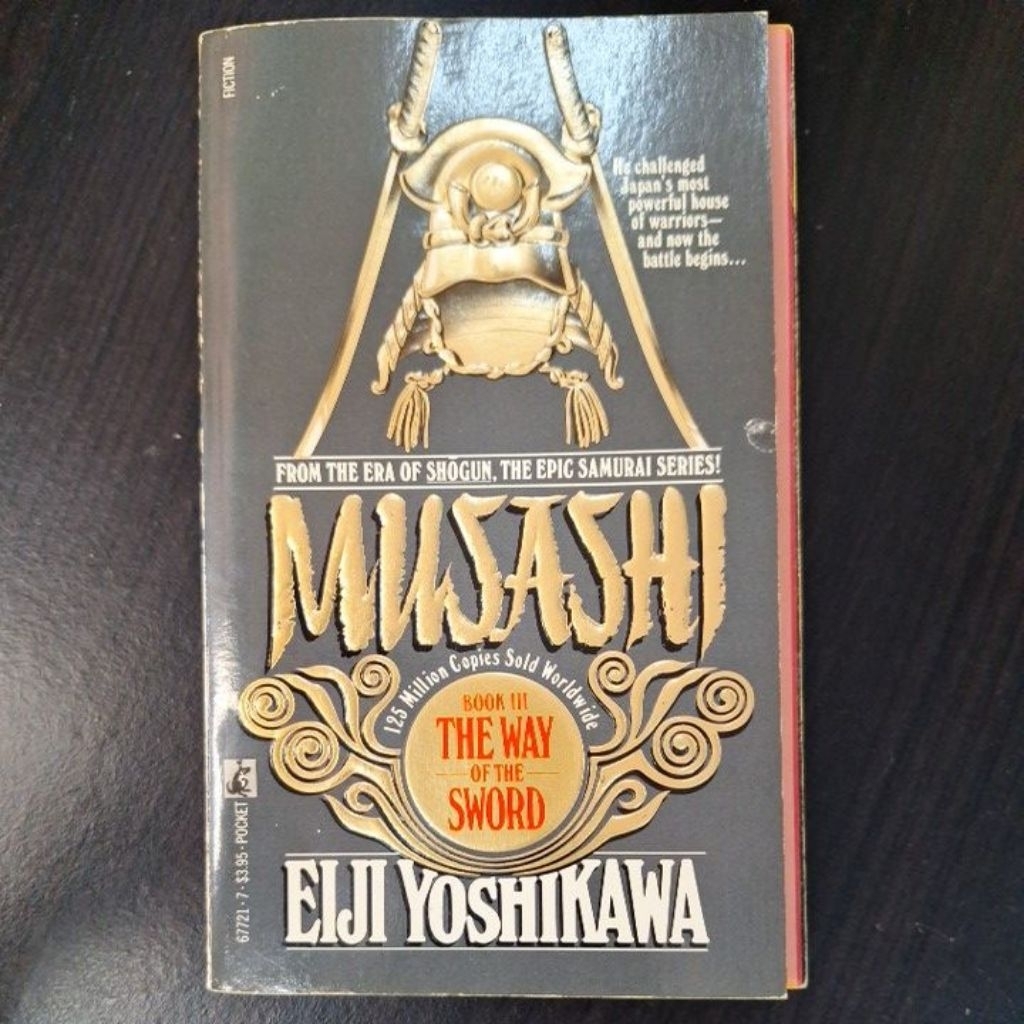 FICTION
He challenged
Japan's most
powerful house
of warriors—
and now the
battle begins...
FROM THE ERA OF SHŌGUN, THE EPIC SAMURAI SERIES!
MUSASHI
125 Million Copies Sold Worldwide
BOOK III
THE WAY
OF THE
SWORD
EIJI YOSHIKAWA
67721·7·$3.95·POCKET